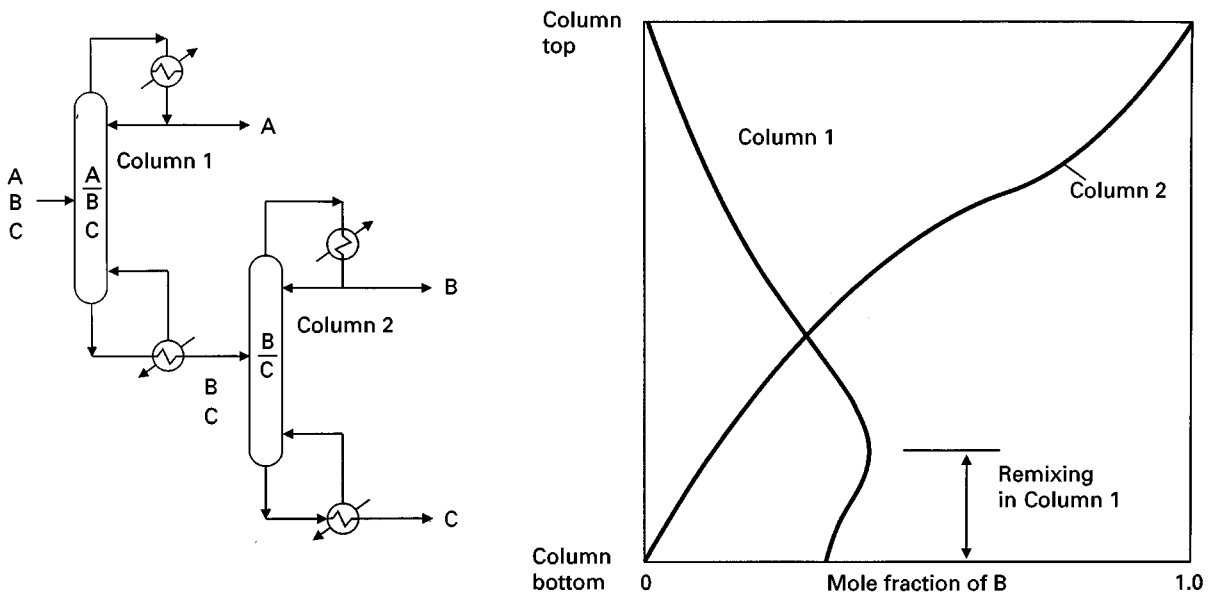 A
Column 1
A
B
C
A
B
C
B
Column 2
B
C
B
C
C
Column
top
Column 1
Column 2
Remixing
in Column 1
Column
bottom
0
Mole fraction of B
1.0